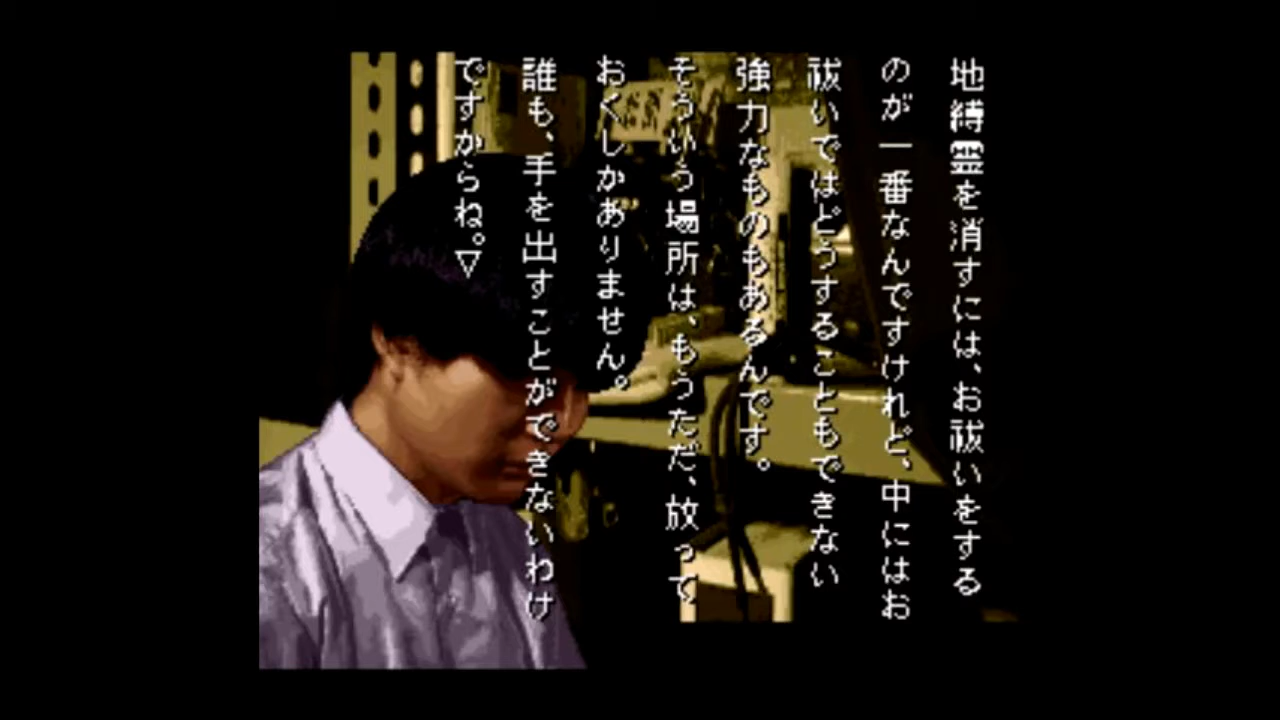 地縛霊を消すには、お祓いをする
のが一番なんですけれど、中にはお
祓いではどうすることもできない
強力なものもあるんです。
そういう場所は、もうただ、放って
おくしかありません。
誰も、手を出すことができないわけ
ですからね。▽